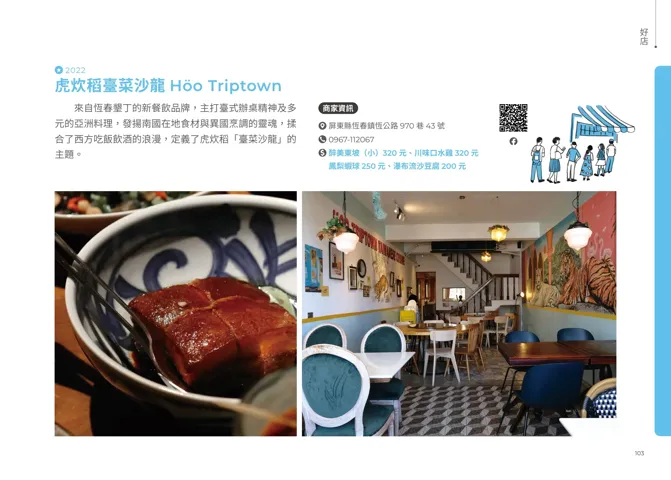 好店
2022
虎炊稻臺菜沙龍 Höo Triptown
來自恆春墾丁的新餐飲品牌，主打臺式辦桌精神及多
元的亞洲料理，發揚南國在地食材與異國烹調的靈魂，揉
合了西方吃飯飲酒的浪漫，定義了虎炊稻「臺菜沙龍」的
主題。
商家資訊
屏東縣恆春鎮恆公路 970 巷 43 號
0967-112067
醉美東坡（小）320 元、川味口水雞 320 元
鳳梨蝦球 250 元、瀑布流沙豆腐 200 元
103